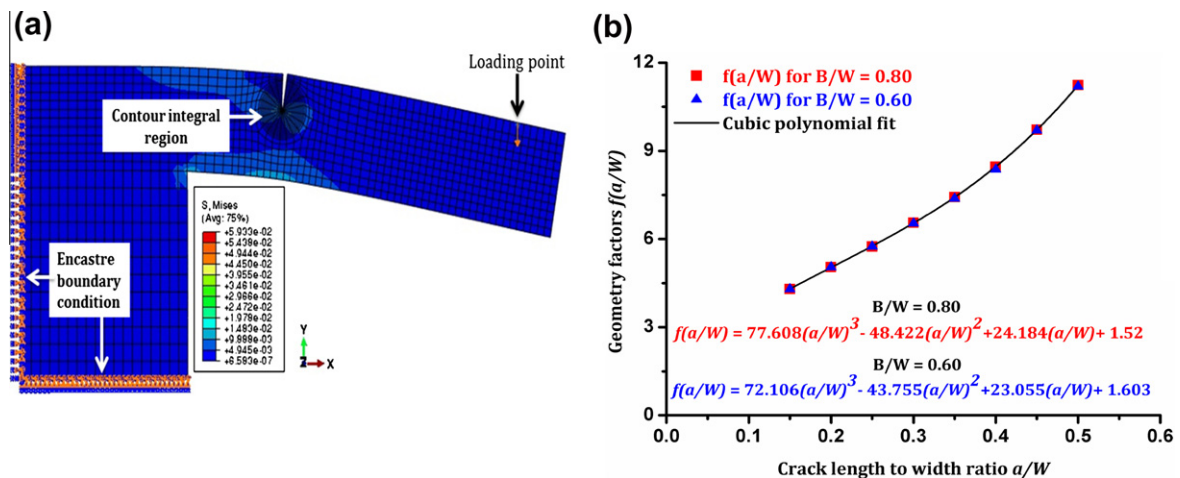 (a)
Loading point
Contour integral
region
S, Mises
(Avg: 75%)
+5.933e-02
+5.438e-02
+4.944e-02
+4.450e-02
+3.955e-02
+3.461e-02
+2.966e-02
+2.472e-02
+1.978e-02
+1.483e-02
+9.889e-03
+4.945e-03
+6.593e-07
Encastre
boundary
condition
Y
Z
X
(b)
f(a/W) for B/W = 0.80
f(a/W) for B/W = 0.60
Cubic polynomial fit
Geometry factors f(a/W)
12
9
6
3
0
B/W = 0.80
f(a/W) = 77.608(a/W)^3- 48.422(a/W)^2+24.184(a/W)+ 1.52
B/W = 0.60
f(a/W) = 72.106(a/W)^3- 43.755(a/W)^2+23.055(a/W)+ 1.603
0.0 0.1 0.2 0.3 0.4 0.5 0.6
Crack length to width ratio a/W